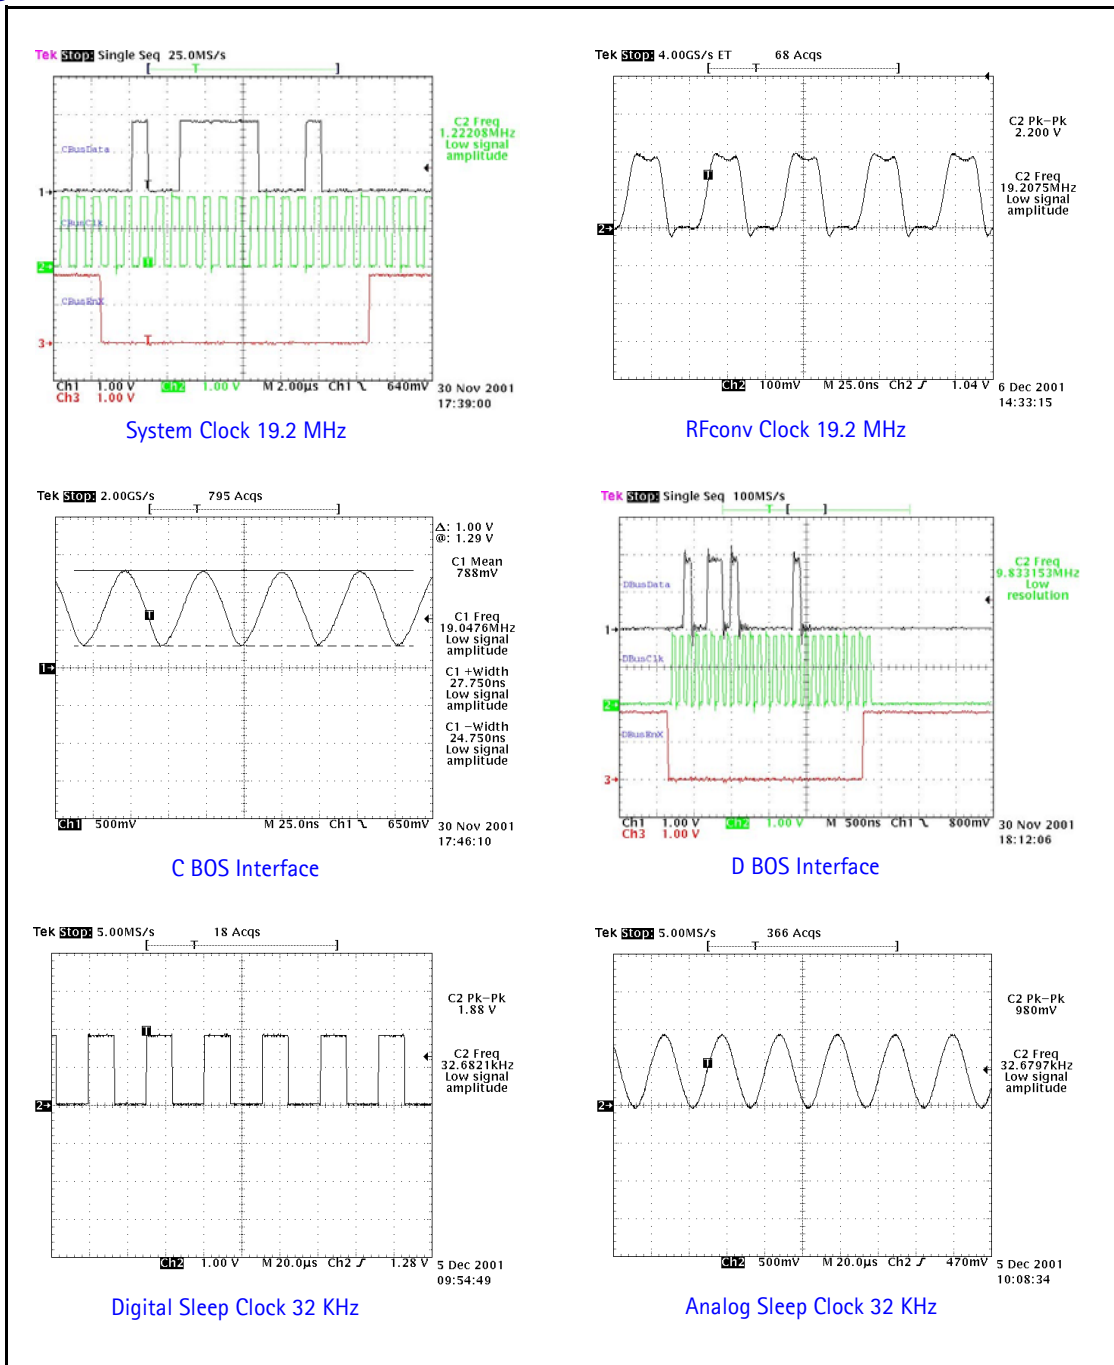 Tek Stop: Single Seq 25.0MS/s
T
C2 Freq
1.22208MHz
Low signal
amplitude
CBusData
T
1
CBusClk
T
2
CBusEnX
T
3
Ch1 1.00 V Ch2 1.00 V M 2.00µs Ch1 640mV
Ch3 1.00 V
30 Nov 2001
17:39:00
System Clock 19.2 MHz
Tek Stop: 4.00GS/s ET 68 Acqs
T
C2 Pk-Pk
2.200 V
C2 Freq
19.2075MHz
Low signal
amplitude
T
2
Ch2 100mV M 25.0ns Ch2 1.04 V
6 Dec 2001
14:33:15
RFconv Clock 19.2 MHz
Tek Stop: 2.00GS/s 795 Acqs
T
Δ: 1.00 V
@: 1.29 V
C1 Mean
788mV
C1 Freq
19.0476MHz
Low signal
amplitude
C1 +Width
27.750ns
Low signal
amplitude
C1 -Width
24.750ns
Low signal
amplitude
T
1
Ch1 500mV M 25.0ns Ch1 650mV
30 Nov 2001
17:46:10
C BOS Interface
Tek Stop: Single Seq 100MS/s
T
C2 Freq
9.833153MHz
Low
resolution
DBusData
1
DBusClk
2
DBusEnX
3
Ch1 1.00 V Ch2 1.00 V M 500ns Ch1 800mV
Ch3 1.00 V
30 Nov 2001
18:12:06
D BOS Interface
Tek Stop: 5.00MS/s 18 Acqs
T
C2 Pk-Pk
1.88 V
C2 Freq
32.6821kHz
Low signal
amplitude
T
2
Ch2 1.00 V M 20.0µs Ch2 1.28 V
5 Dec 2001
09:54:49
Digital Sleep Clock 32 KHz
Tek Stop: 5.00MS/s 366 Acqs
T
C2 Pk-Pk
980mV
C2 Freq
32.6797kHz
Low signal
amplitude
T
2
Ch2 500mV M 20.0µs Ch2 470mV
5 Dec 2001
10:08:34
Analog Sleep Clock 32 KHz